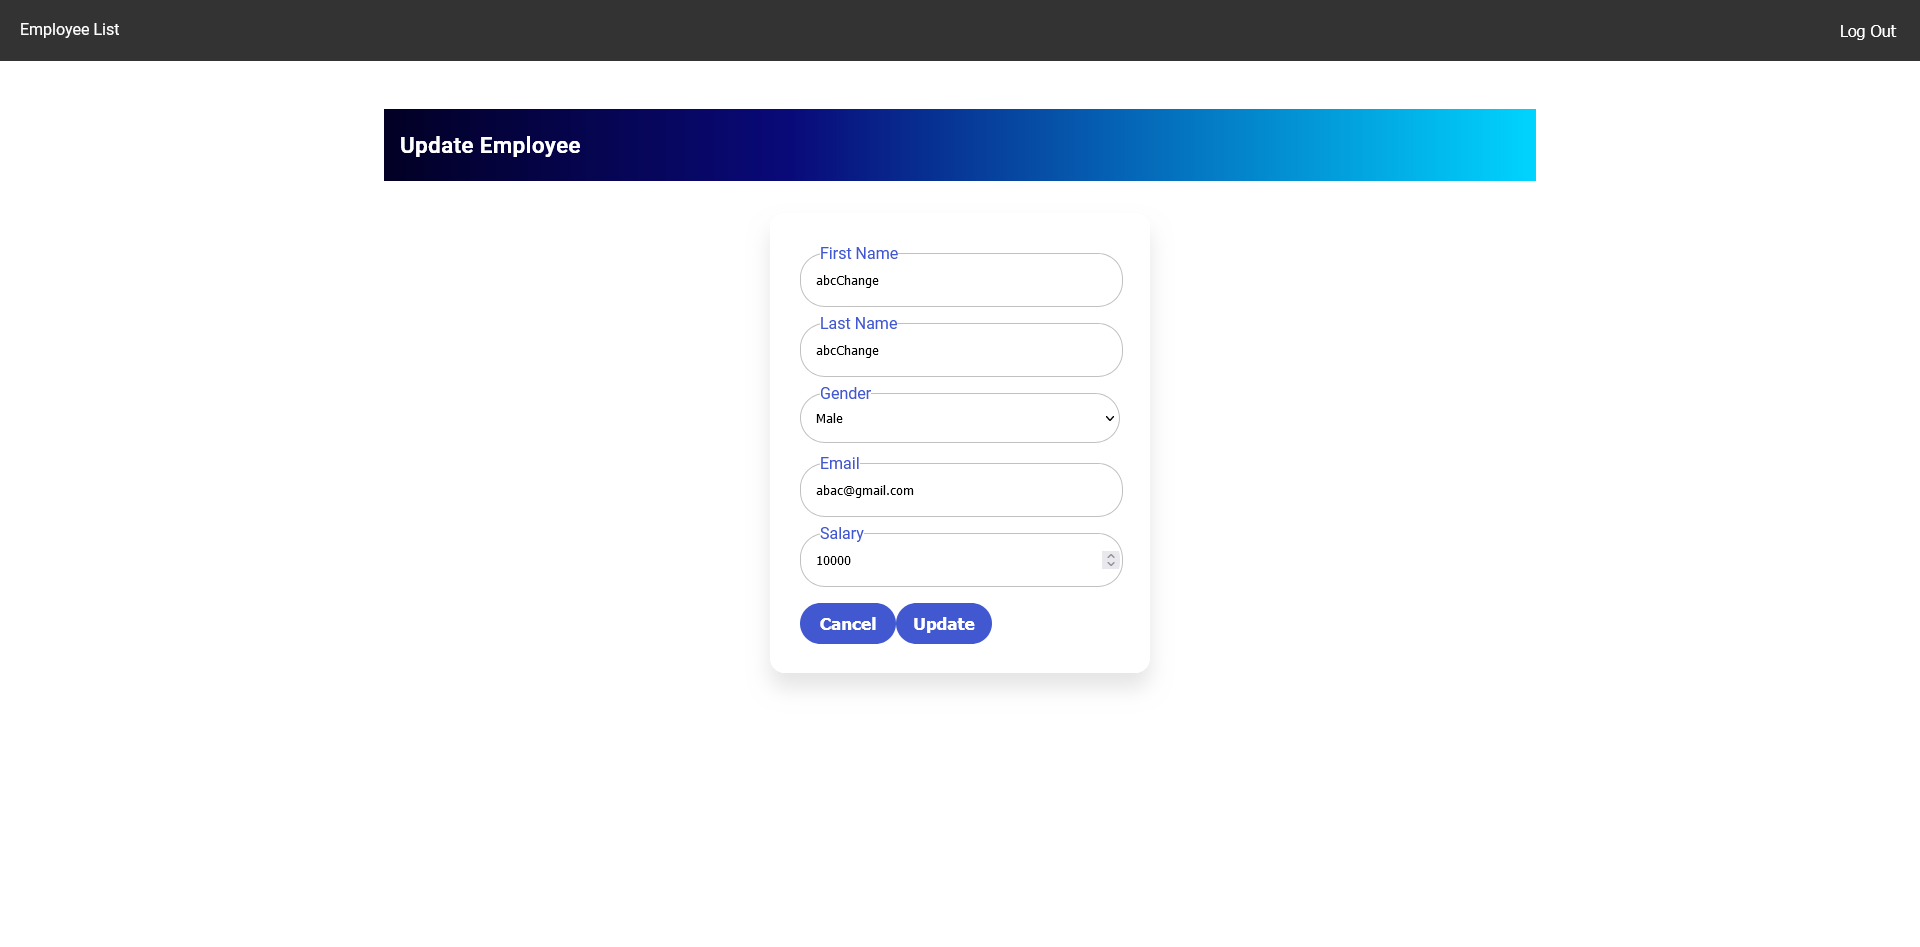 Employee List
Log Out
Update Employee
First Name
abcChange
Last Name
abcChange
Gender
Male
Email
abac@gmail.com
Salary
10000
Cancel Update